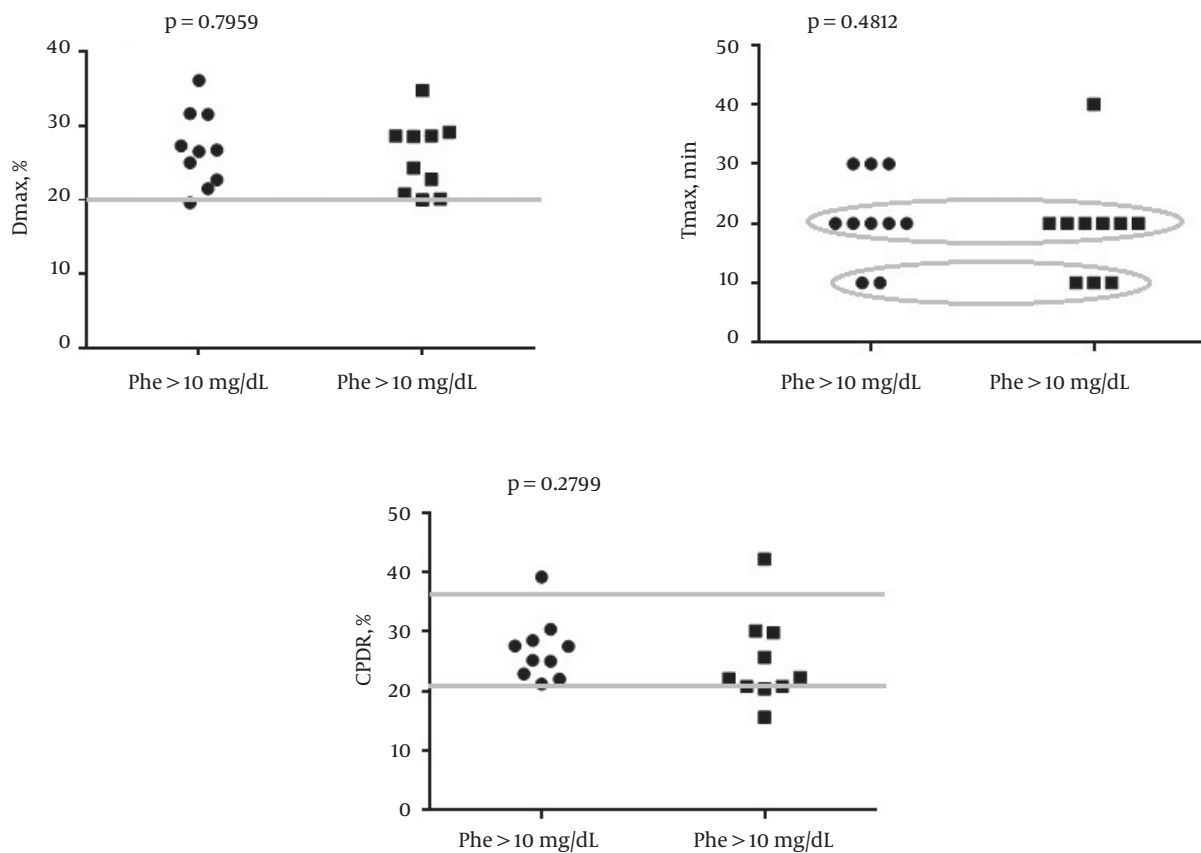 p = 0.7959
40
30
20
10
0
Dmax, %
Phe > 10 mg/dL
Phe > 10 mg/dL
p = 0.4812
50
40
30
20
10
0
Tmax, min
Phe > 10 mg/dL
Phe > 10 mg/dL
p = 0.2799
50
40
30
20
10
0
CPDR, %
Phe > 10 mg/dL
Phe > 10 mg/dL